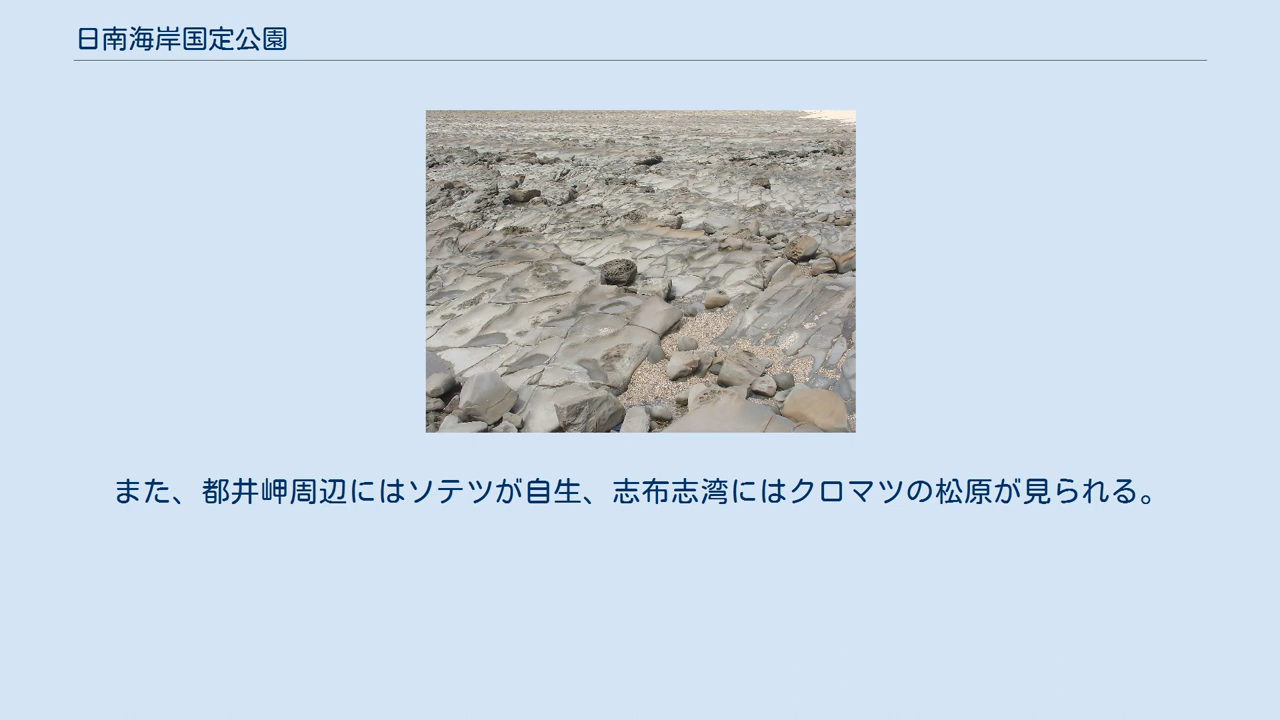 日南海岸国定公園
また、都井岬周辺にはソテツが自生、志布志湾にはクロマツの松原が見られる。